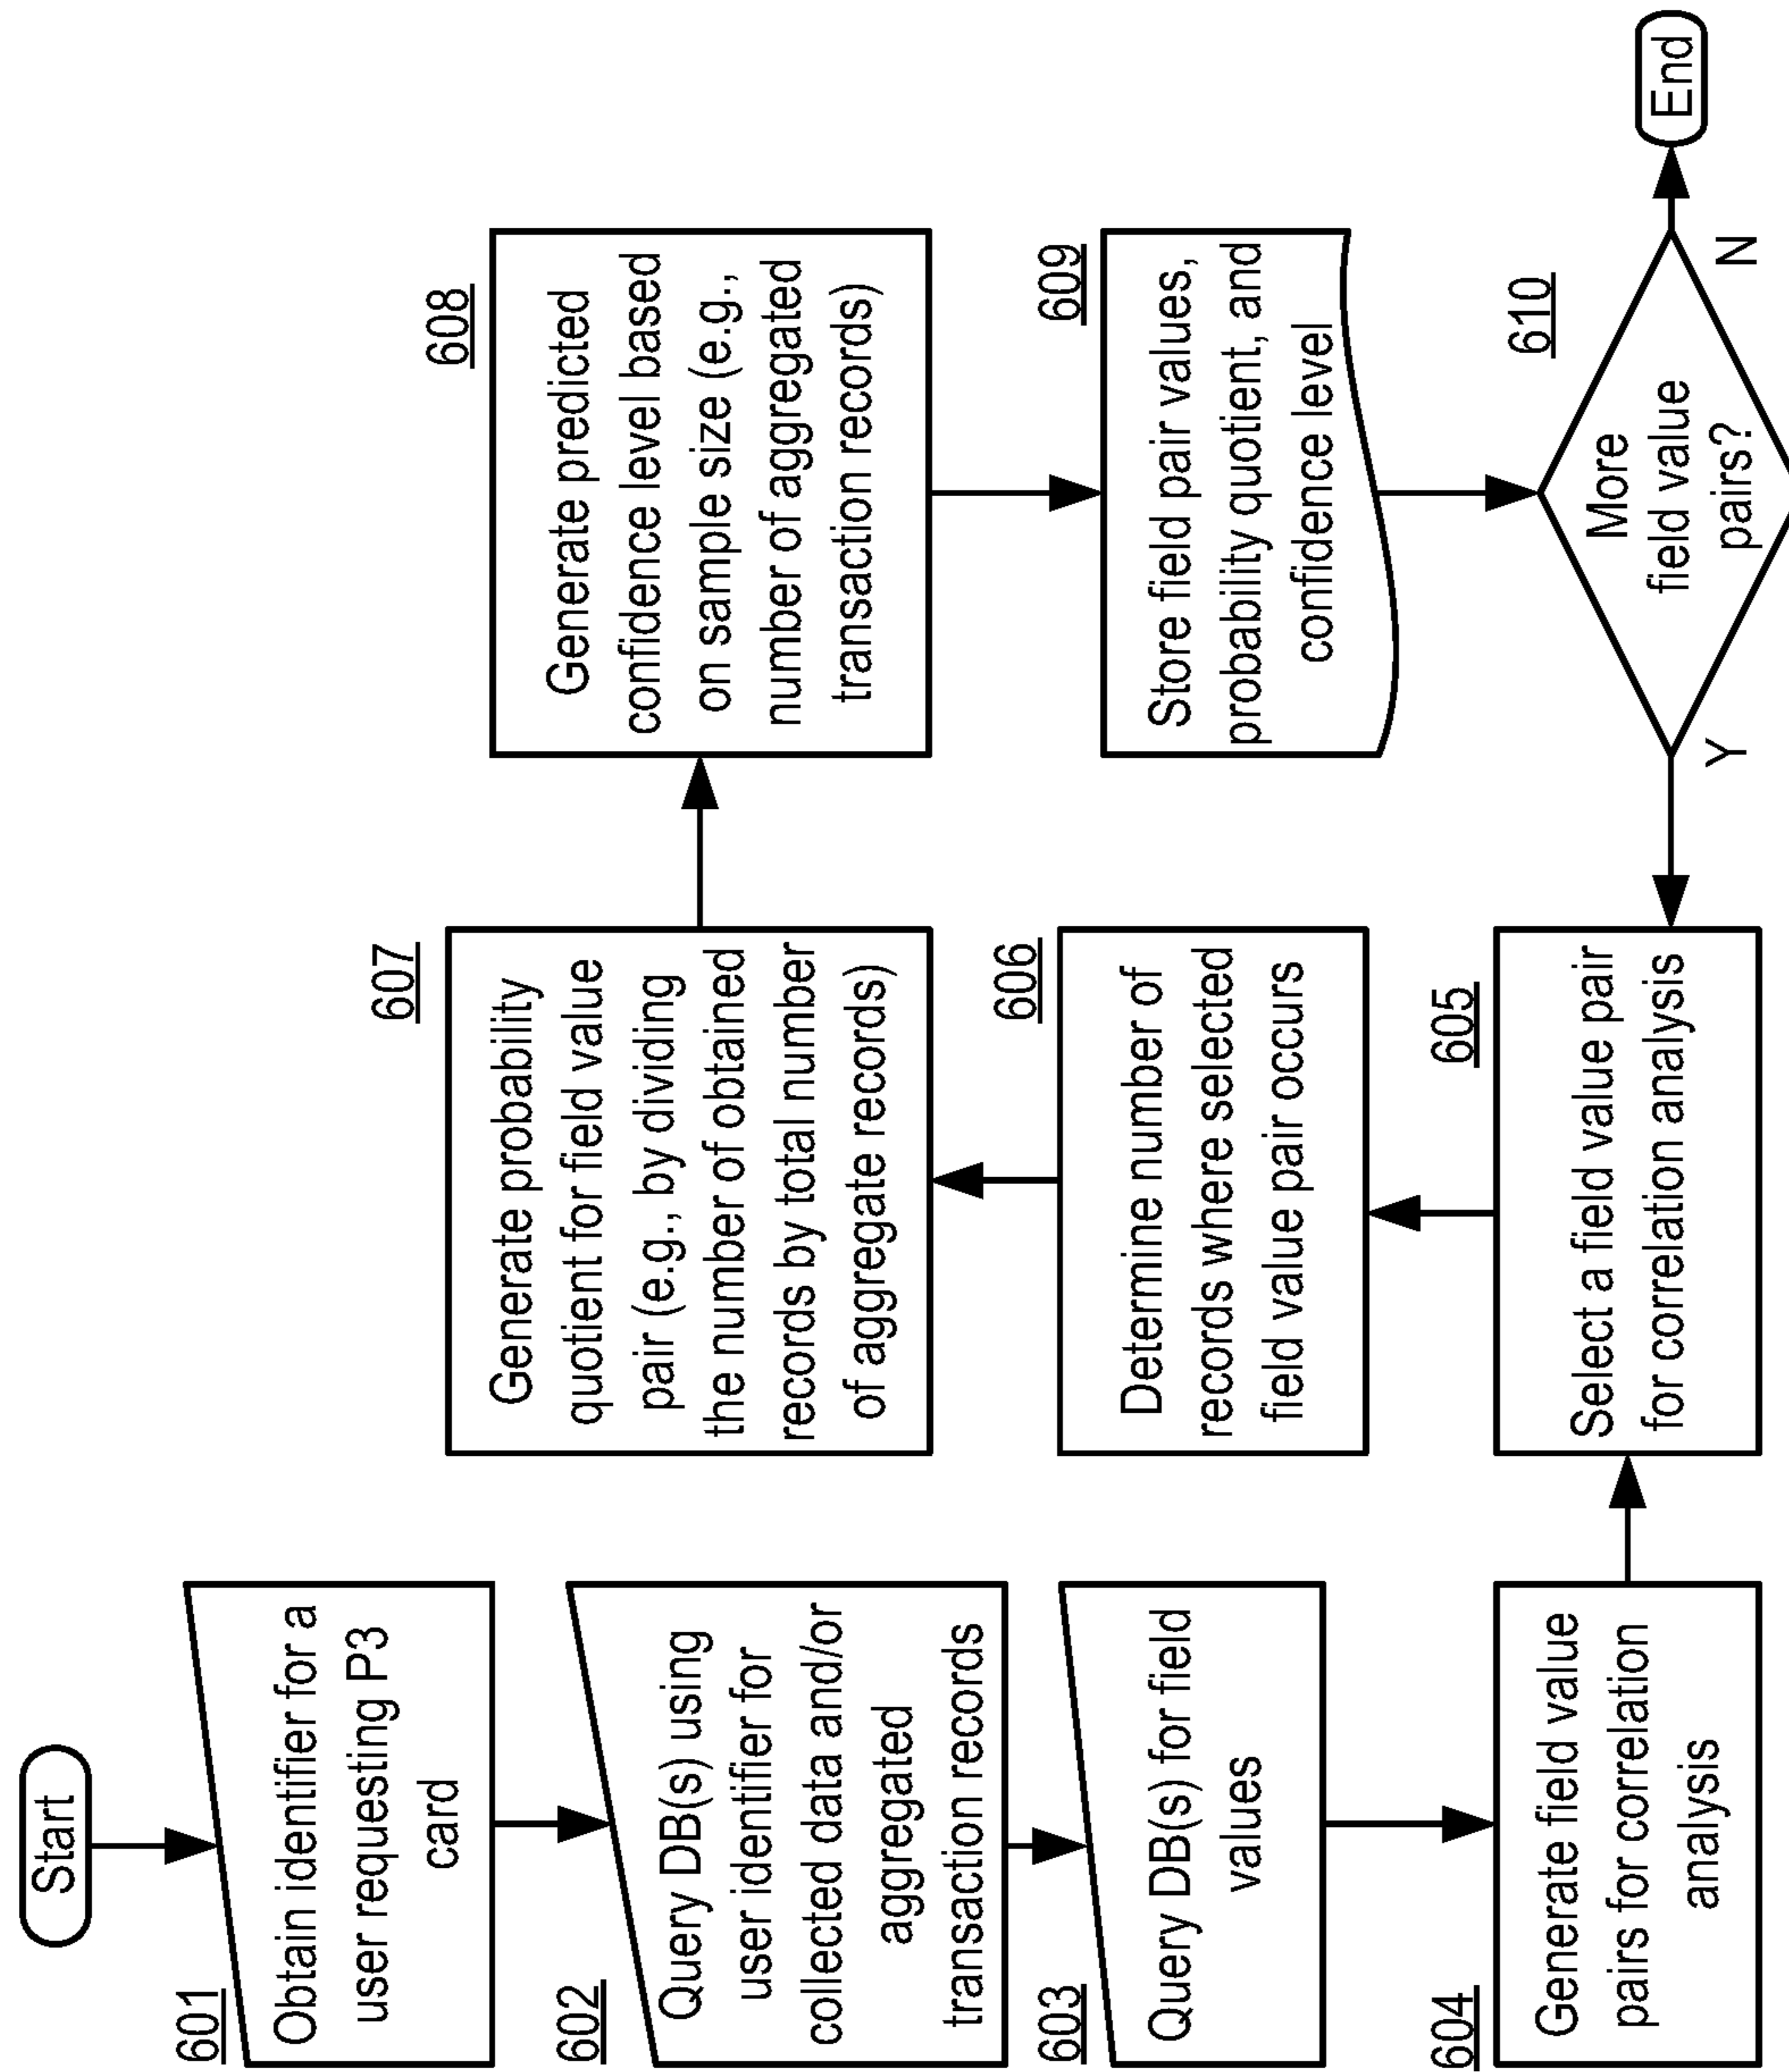 Start
601
Obtain identifier for a
user requesting P3
card
602
Query DB(s) using
user identifier for
collected data and/or
aggregated
transaction records
603
Query DB(s) for field
values
604
Generate field value
pairs for correlation
analysis
605
Select a field value pair
for correlation analysis
606
Determine number of
records where selected
field value pair occurs
607
Generate probability
quotient for field value
pair (e.g., by dividing
the number of obtained
records by total number
of aggregate records)
608
Generate predicted
confidence level based
on sample size (e.g.,
number of aggregated
transaction records)
609
Store field pair values,
probability quotient, and
confidence level
610
More
field value
pairs?
Y
N
End